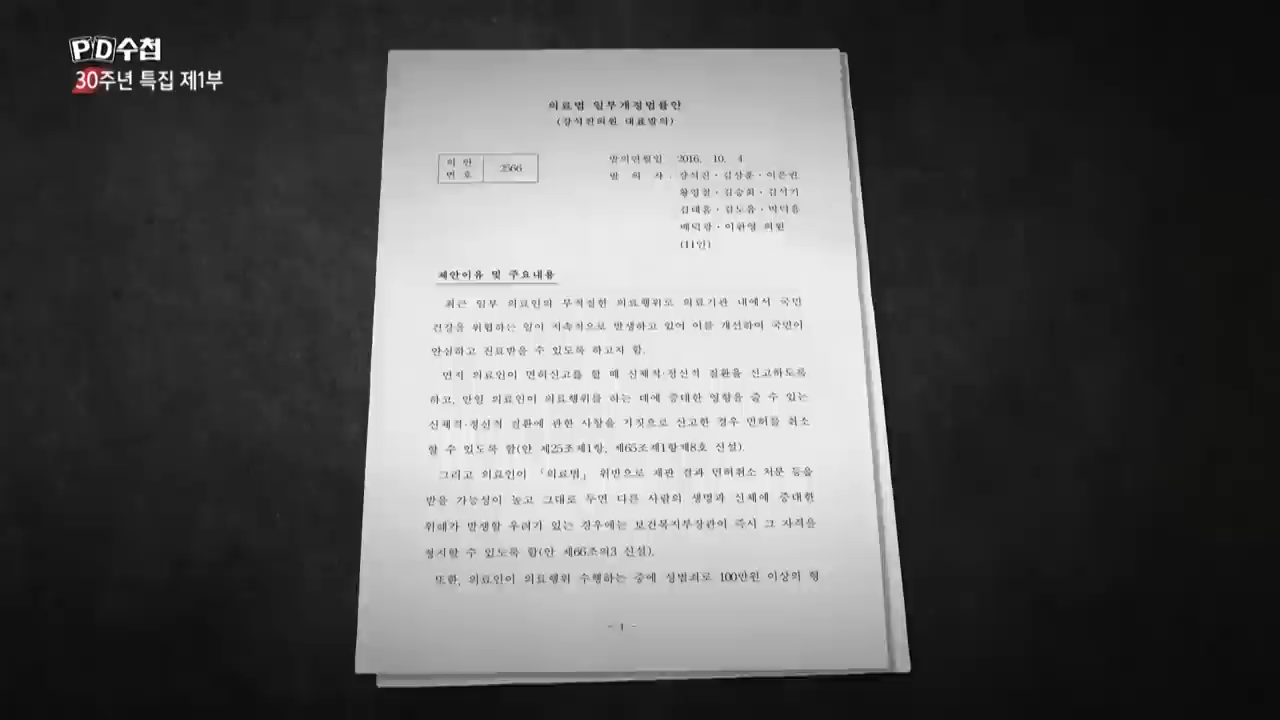 PD수첩
30주년 특집 제1부
의료법 일부개정법률안
(강석진의원 대표발의)
의 안
번 호
2566
발의연월일 2016. 10. 4
발 의 자 : 강석진·김상훈·이은권
황영철·김승희·김석기
김태흠·김도읍·박덕흠
배덕광·이완영 의원
(11인)
제안이유 및 주요내용
최근 일부 의료인의 부적절한 의료행위로 의료기관 내에서 국민
건강을 위협하는 일이 지속적으로 발생하고 있어 이를 개선하여 국민이
안심하고 진료받을 수 있도록 하고자 함.
먼저 의료인이 면허신고를 할 때 신체적·정신적 질환을 신고하도록
하고, 만일 의료인이 의료행위를 하는 데에 중대한 영향을 줄 수 있는
신체적·정신적 질환에 관한 사항을 거짓으로 신고한 경우 면허를 취소
할 수 있도록 함(안 제25조제1항, 제65조제1항제8호 신설).
그리고 의료인이 「의료법」 위반으로 재판 결과 면허취소 처분 등을
받을 가능성이 높고 그대로 두면 다른 사람의 생명과 신체에 중대한
위해가 발생할 우려가 있는 경우에는 보건복지부장관이 즉시 그 자격을
정지할 수 있도록 함(안 제66조의3 신설).
또한, 의료인이 의료행위 수행하는 중에 성범죄로 100만원 이상의 형
- 1 -